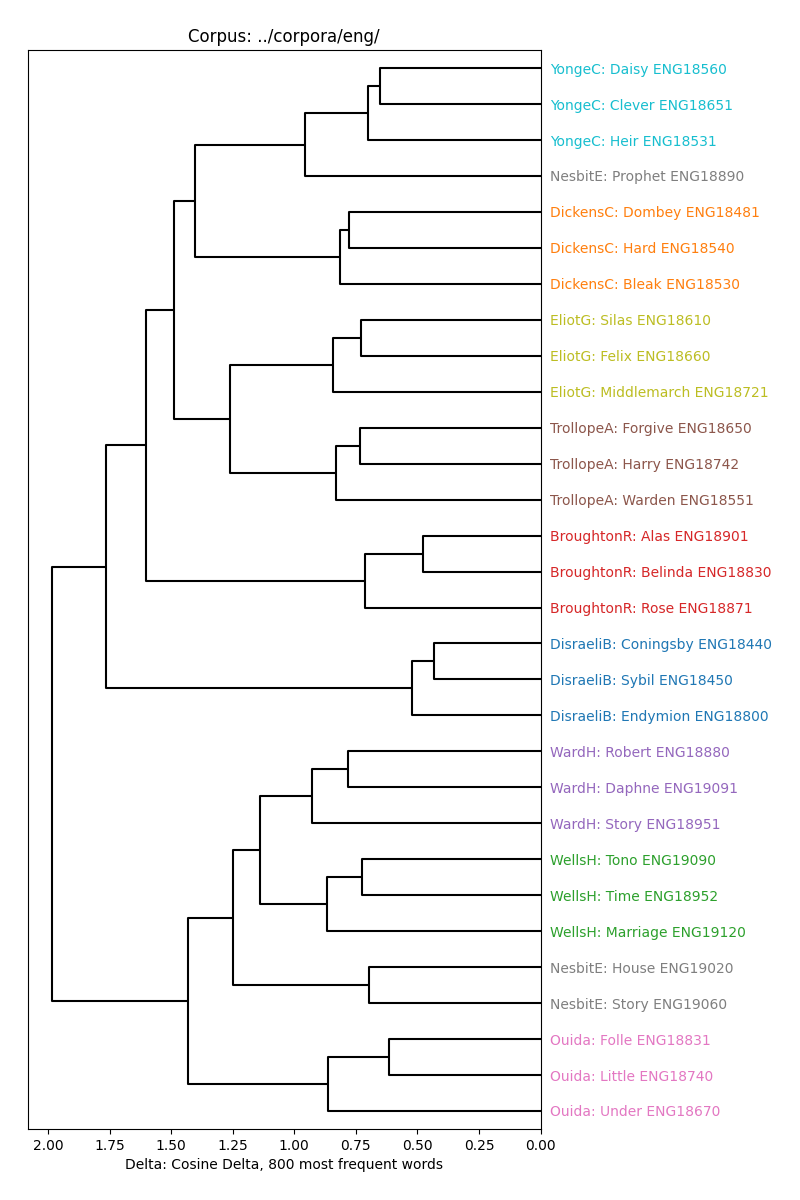 Corpus: ../corpora/eng/
YongeC: Daisy ENG18560
YongeC: Clever ENG18651
YongeC: Heir ENG18531
NesbitE: Prophet ENG18890
DickensC: Dombey ENG18481
DickensC: Hard ENG18540
DickensC: Bleak ENG18530
EliotG: Silas ENG18610
EliotG: Felix ENG18660
EliotG: Middlemarch ENG18721
TrollopeA: Forgive ENG18650
TrollopeA: Harry ENG18742
TrollopeA: Warden ENG18551
BroughtonR: Alas ENG18901
BroughtonR: Belinda ENG18830
BroughtonR: Rose ENG18871
DisraeliB: Coningsby ENG18440
DisraeliB: Sybil ENG18450
DisraeliB: Endymion ENG18800
WardH: Robert ENG18880
WardH: Daphne ENG19091
WardH: Story ENG18951
WellsH: Tono ENG19090
WellsH: Time ENG18952
WellsH: Marriage ENG19120
NesbitE: House ENG19020
NesbitE: Story ENG19060
Ouida: Folle ENG18831
Ouida: Little ENG18740
Ouida: Under ENG18670
2.00 1.75 1.50 1.25 1.00 0.75 0.50 0.25 0.00
Delta: Cosine Delta, 800 most frequent words